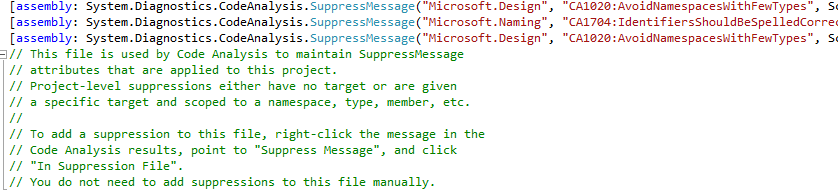 [assembly: System.Diagnostics.CodeAnalysis.SuppressMessage("Microsoft.Design", "CA1020:AvoidNamespacesWithFewTypes", Sc
[assembly: System.Diagnostics.CodeAnalysis.SuppressMessage("Microsoft.Naming", "CA1704:IdentifiersShouldBeSpelledCorre
[assembly: System.Diagnostics.CodeAnalysis.SuppressMessage("Microsoft.Design", "CA1020:AvoidNamespacesWithFewTypes", Sc
// This file is used by Code Analysis to maintain SuppressMessage
// attributes that are applied to this project.
// Project-level suppressions either have no target or are given
// a specific target and scoped to a namespace, type, member, etc.
//
// To add a suppression to this file, right-click the message in the
// Code Analysis results, point to "Suppress Message", and click
// "In Suppression File".
// You do not need to add suppressions to this file manually.